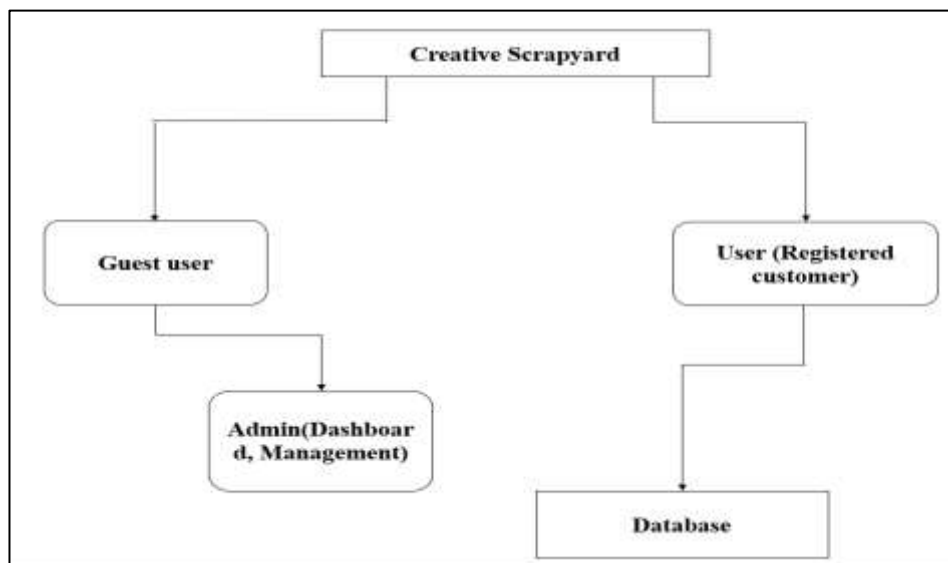 Creative Scrapyard
Guest user
User (Registered
customer)
Admin(Dashboar
d, Management)
Database